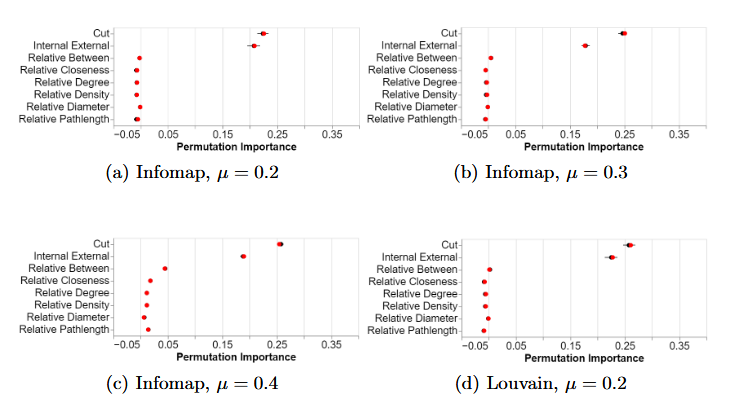 Cut
Internal External
Relative Between
Relative Closeness
Relative Degree
Relative Density
Relative Diameter
Relative Pathlength
−0.05 0.05 0.15 0.25 0.35
Permutation Importance
(a) Infomap, μ = 0.2
Cut
Internal External
Relative Between
Relative Closeness
Relative Degree
Relative Density
Relative Diameter
Relative Pathlength
−0.05 0.05 0.15 0.25 0.35
Permutation Importance
(b) Infomap, μ = 0.3
Cut
Internal External
Relative Between
Relative Closeness
Relative Degree
Relative Density
Relative Diameter
Relative Pathlength
−0.05 0.05 0.15 0.25 0.35
Permutation Importance
(c) Infomap, μ = 0.4
Cut
Internal External
Relative Between
Relative Closeness
Relative Degree
Relative Density
Relative Diameter
Relative Pathlength
−0.05 0.05 0.15 0.25 0.35
Permutation Importance
(d) Louvain, μ = 0.2